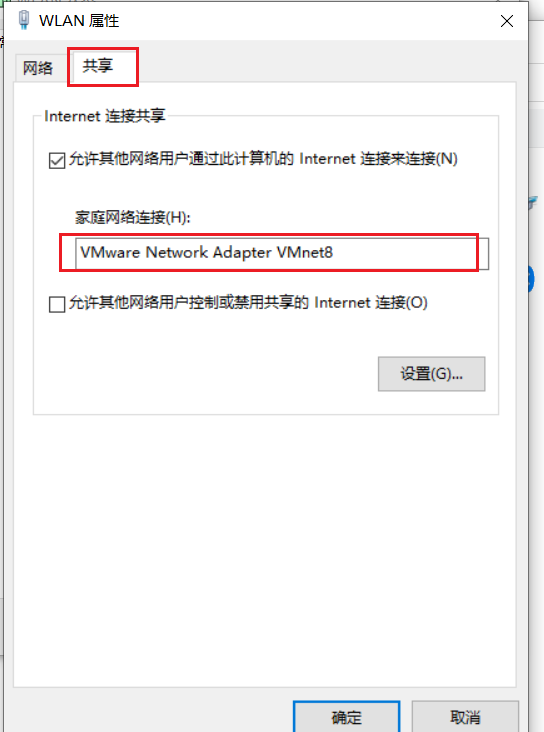 WLAN 属性
网络
共享
Internet 连接共享
允许其他网络用户通过此计算机的 Internet 连接来连接(N)
家庭网络连接(H):
VMware Network Adapter VMnet8
允许其他网络用户控制或禁用共享的 Internet 连接(O)
设置(G)...
确定
取消